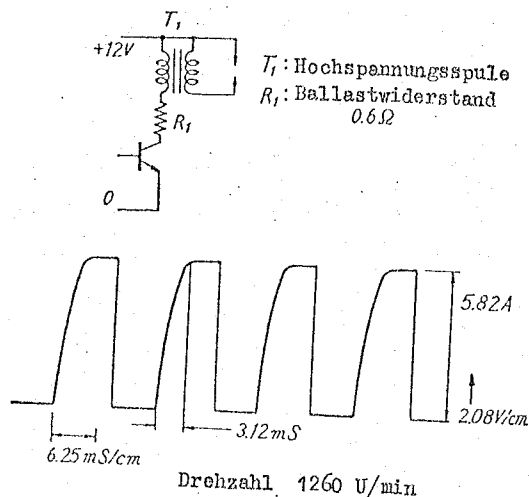 T₁
+12V
T₁: Hochspannungsspule
R₁: Ballastwiderstand
0.6Ω
R₁
0
5.82A
2.08V/cm
3.12mS
6.25mS/cm
Drehzahl 1260 U/min